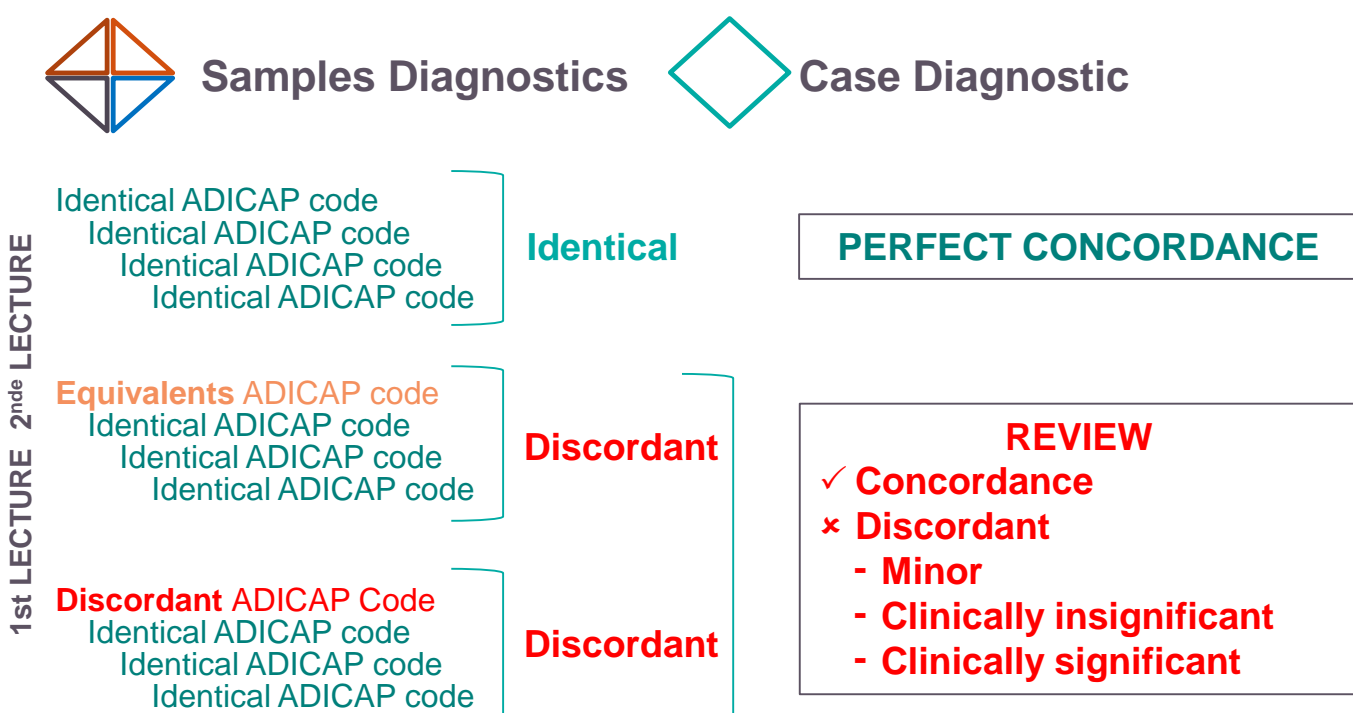 Samples Diagnostics
Case Diagnostic
1st LECTURE 2nde LECTURE
Identical ADICAP code
Identical ADICAP code
Identical ADICAP code
Identical ADICAP code
Identical
PERFECT CONCORDANCE
Equivalents ADICAP code
Identical ADICAP code
Identical ADICAP code
Identical ADICAP code
Discordant
Discordant ADICAP Code
Identical ADICAP code
Identical ADICAP code
Identical ADICAP code
Discordant
REVIEW
✓ Concordance
× Discordant
- Minor
- Clinically insignificant
- Clinically significant